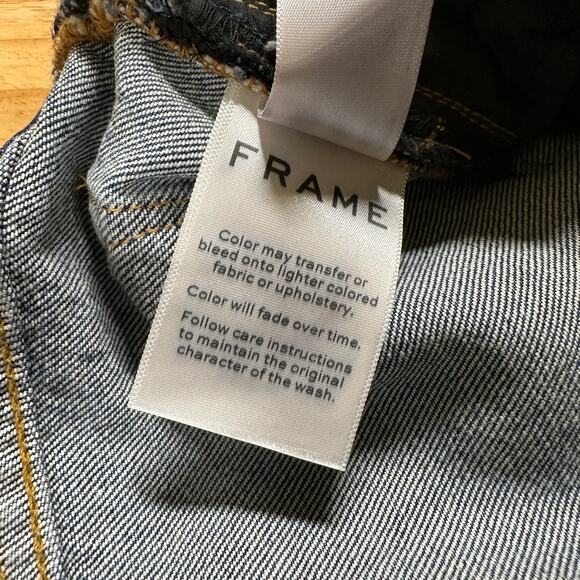 FRAME
Color may transfer or
bleed onto lighter colored
fabric or upholstery.
Color will fade over time.
Follow care instructions
to maintain the original
character of the wash.